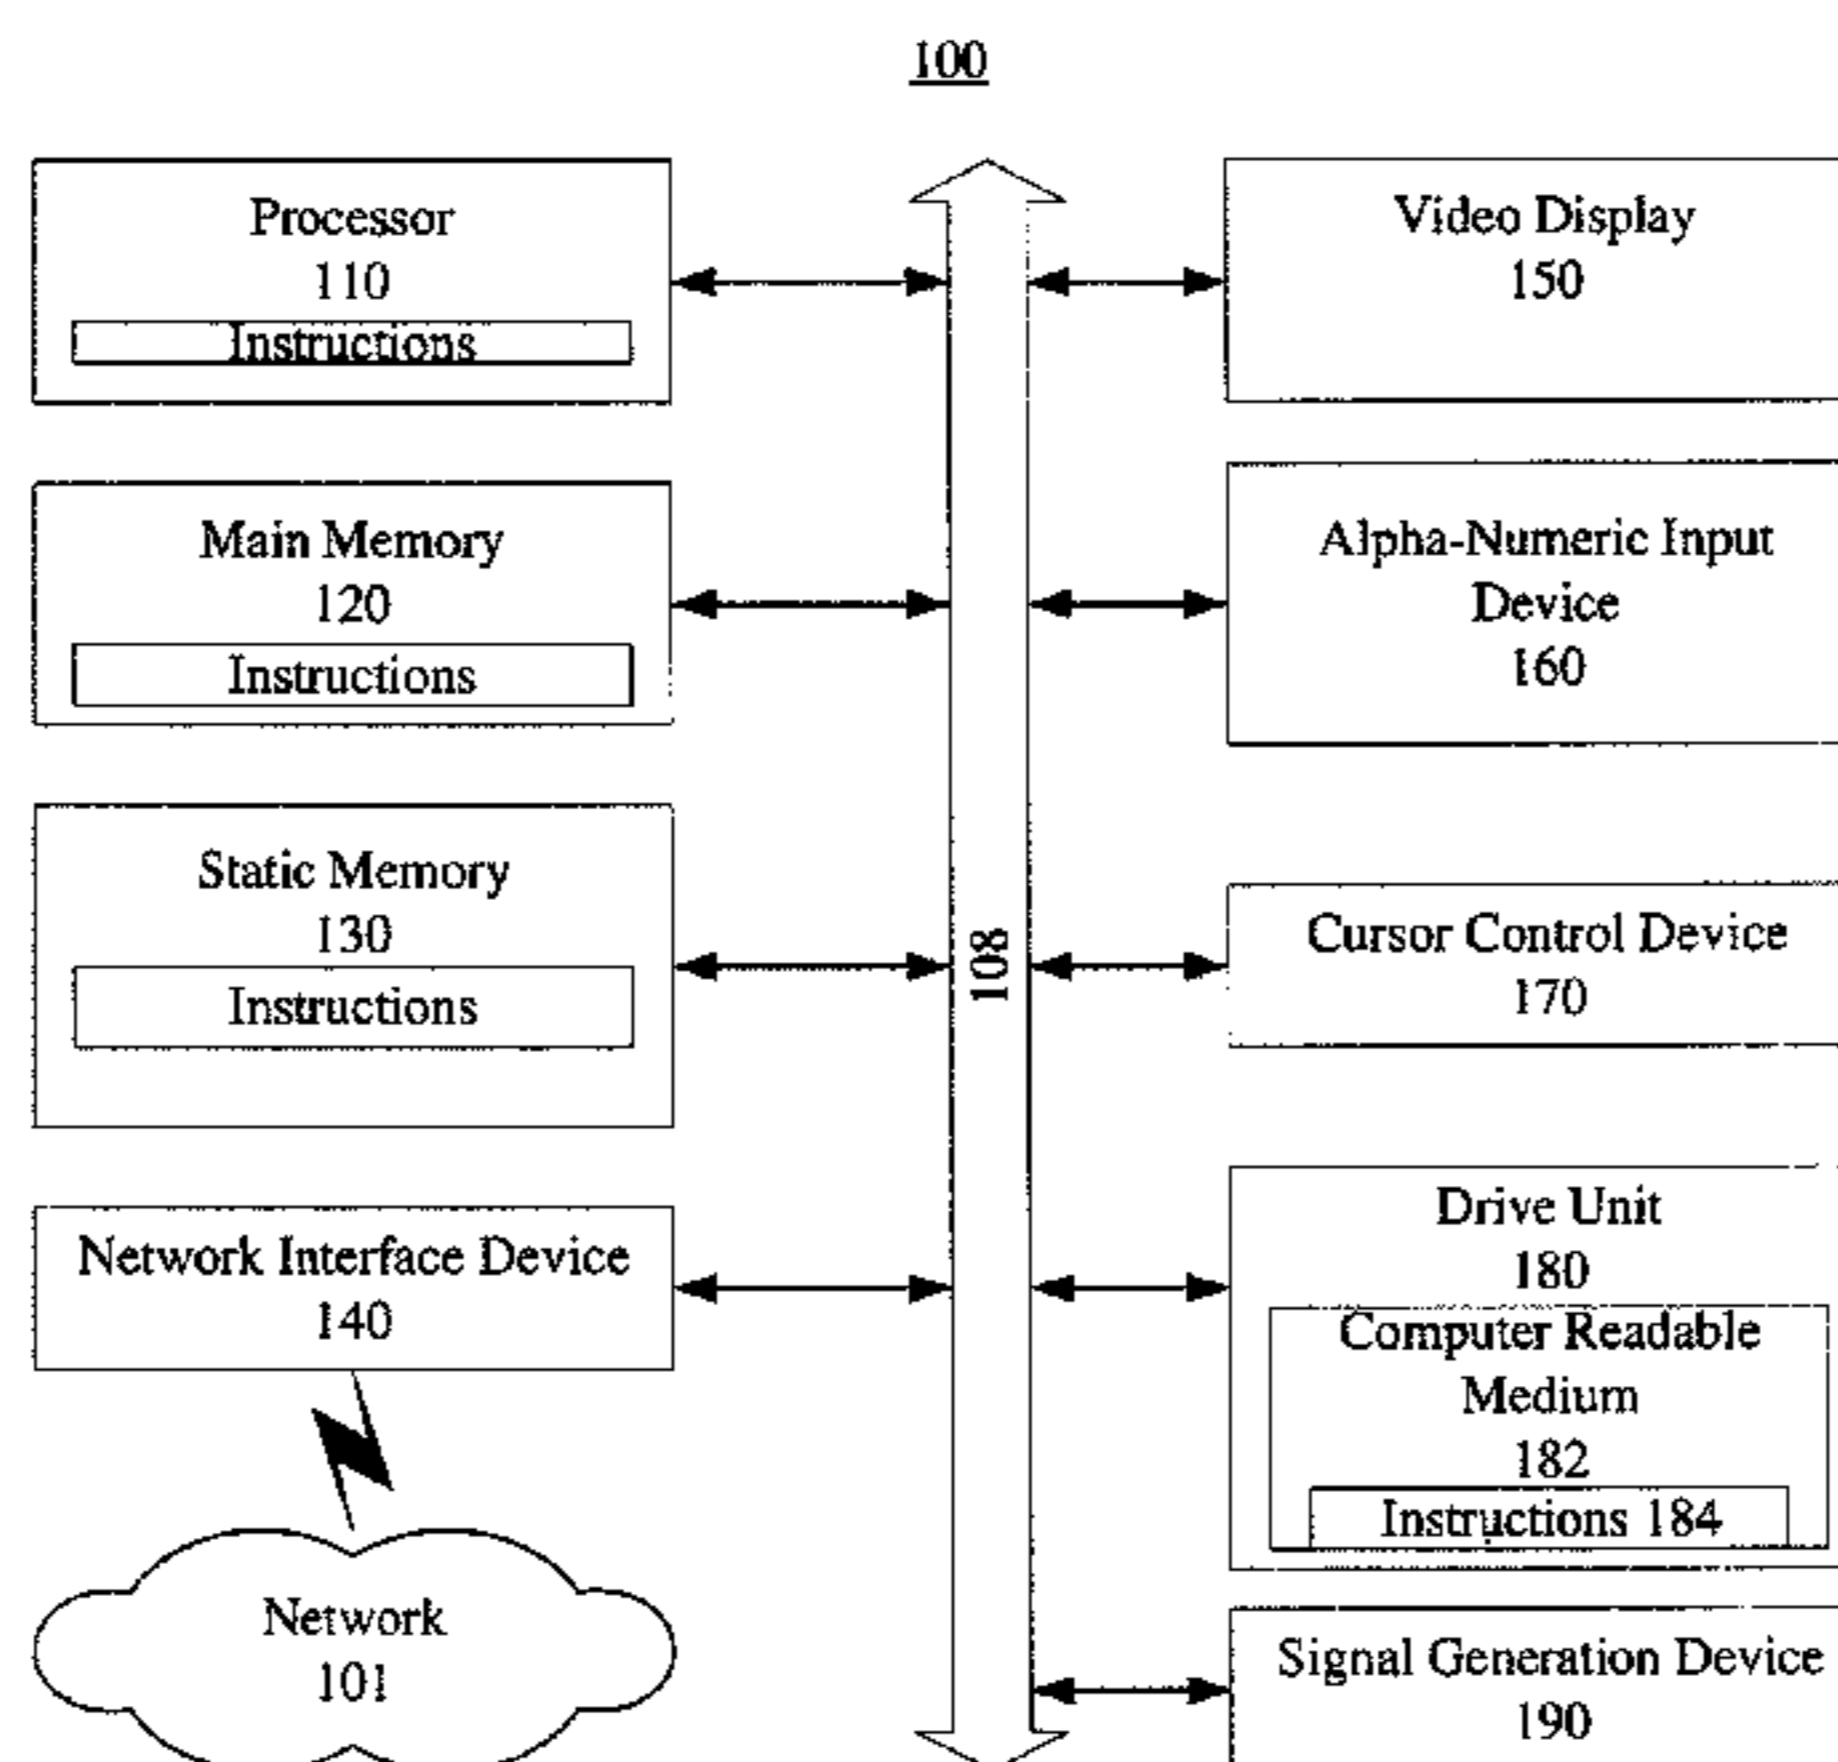 100
Processor
110
Instructions
Main Memory
120
Instructions
Static Memory
130
Instructions
Network Interface Device
140
Network
101
108
Video Display
150
Alpha-Numeric Input
Device
160
Cursor Control Device
170
Drive Unit
180
Computer Readable
Medium
182
Instructions 184
Signal Generation Device
190